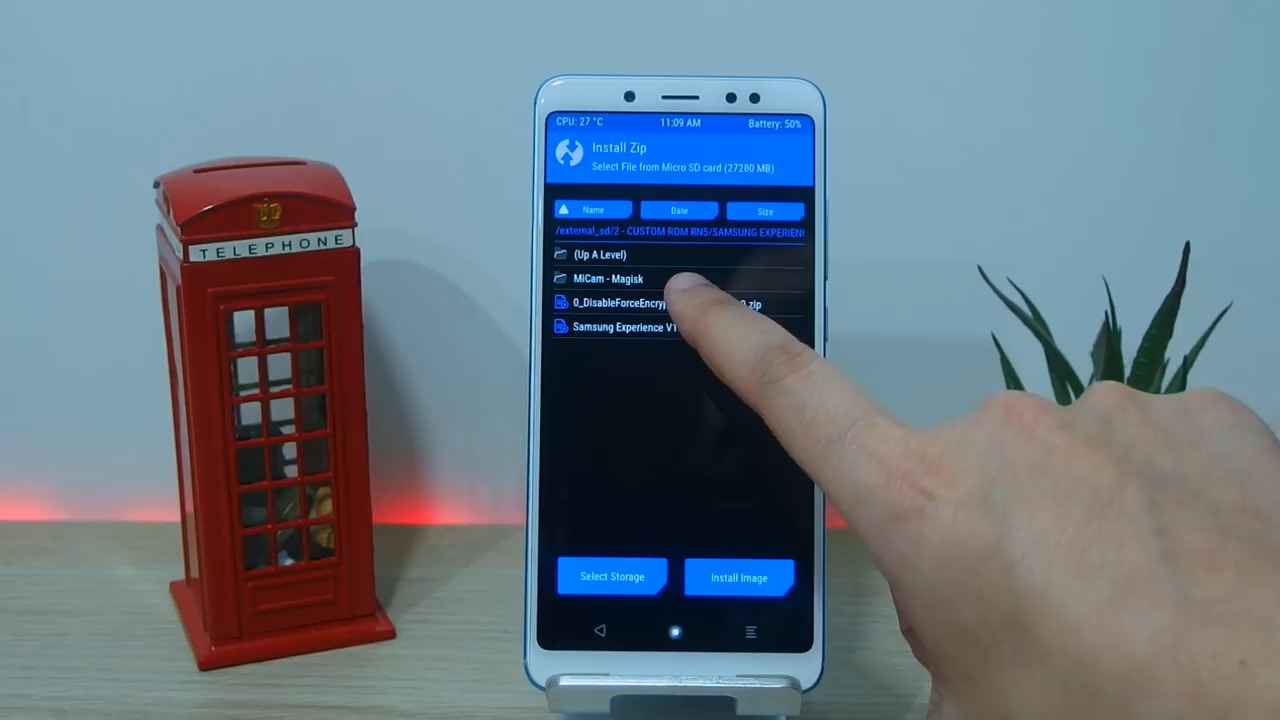 TELEPHONE
CPU: 27 °C 11:09 AM Battery: 50%
Install Zip
Select File from Micro SD card (27280 MB)
Name Date Size
/external_sd/2 - CUSTOM ROM RN5/SAMSUNG EXPERIEN
(Up A Level)
MiCam - Magisk
0_DisableForceEncry .zip
Samsung Experience V1
Select Storage Install Image